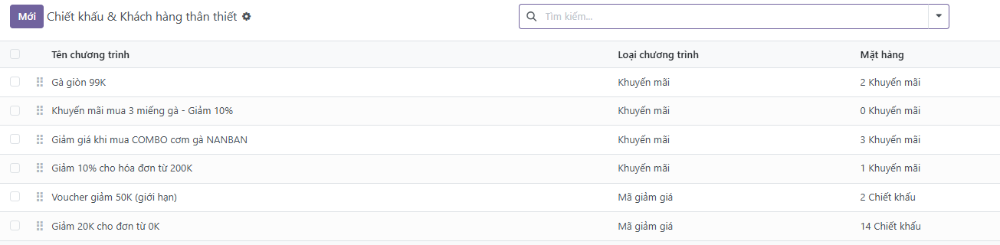 Mới Chiết khấu & Khách hàng thân thiết Tìm kiếm...
Tên chương trình Loại chương trình Mặt hàng
Gà giòn 99K Khuyến mãi 2 Khuyến mãi
Khuyến mãi mua 3 miếng gà - Giảm 10% Khuyến mãi 0 Khuyến mãi
Giảm giá khi mua COMBO cơm gà NANBAN Khuyến mãi 3 Khuyến mãi
Giảm 10% cho hóa đơn từ 200K Khuyến mãi 1 Khuyến mãi
Voucher giảm 50K (giới hạn) Mã giảm giá 2 Chiết khấu
Giảm 20K cho đơn từ 0K Mã giảm giá 14 Chiết khấu